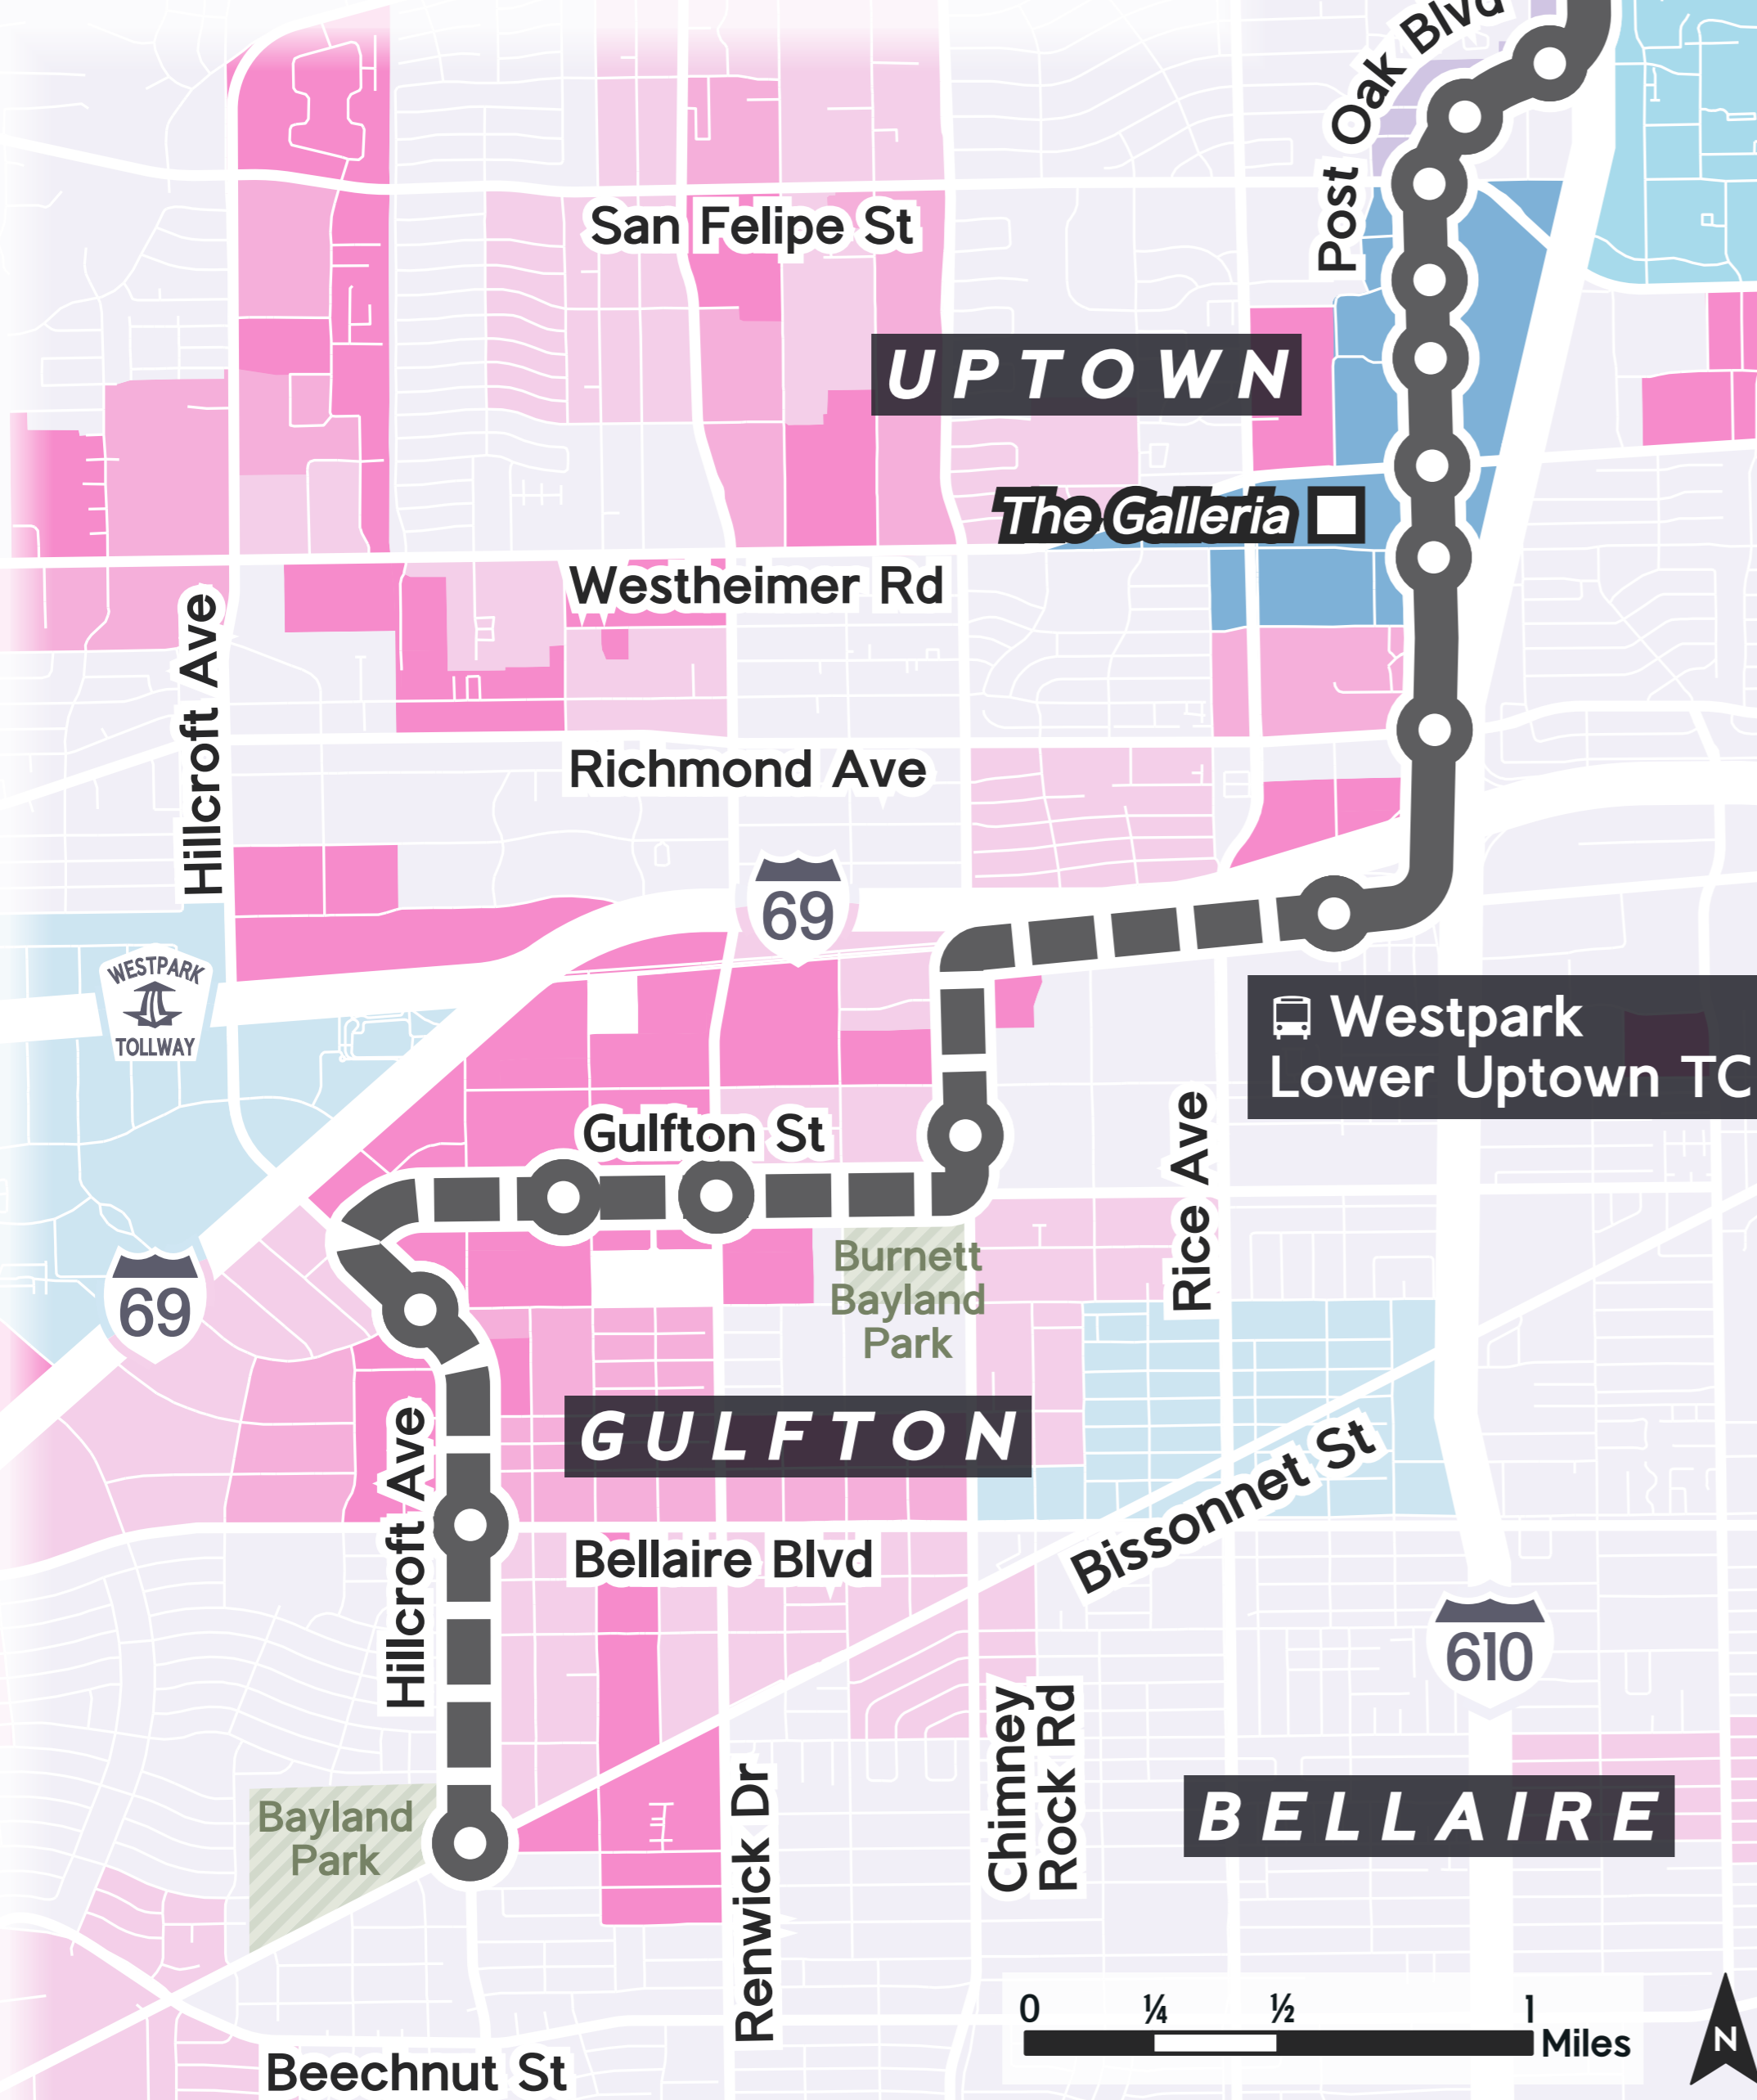 Post Oak Blvd
San Felipe St
UPTOWN
The Galleria
Westheimer Rd
Hillcroft Ave
Richmond Ave
69
WESTPARK
TOLLWAY
Westpark
Lower Uptown TC
Gulfton St
Rice Ave
69
Burnett
Bayland
Park
GULFTON
Hillcroft Ave
Bissonnet St
Bellaire Blvd
610
Chimney
Rock Rd
Renwick Dr
BELLAIRE
Bayland
Park
0 ¼ ½ 1
Miles
N
Beechnut St